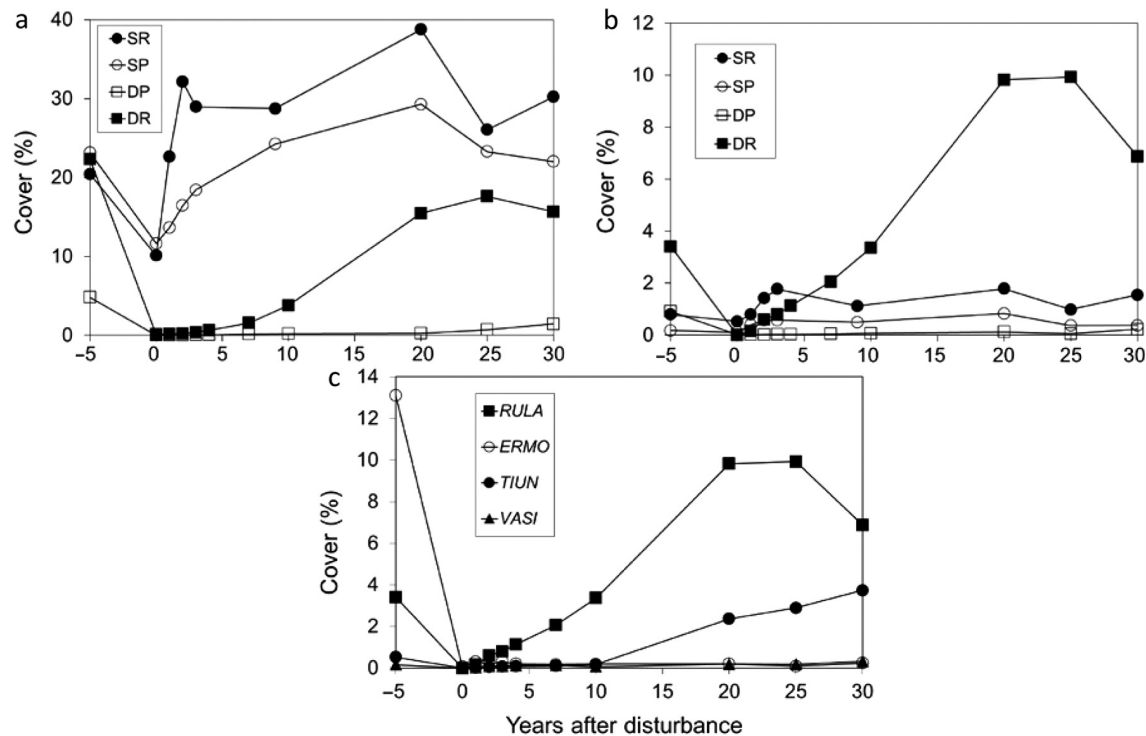 a
40
30
20
10
0
Cover (%)
SR
SP
DP
DR
–5 0 5 10 15 20 25 30
b
12
10
8
6
4
2
0
Cover (%)
SR
SP
DP
DR
–5 0 5 10 15 20 25 30
c
14
12
10
8
6
4
2
0
Cover (%)
RULA
ERMO
TIUN
VASI
–5 0 5 10 15 20 25 30
Years after disturbance